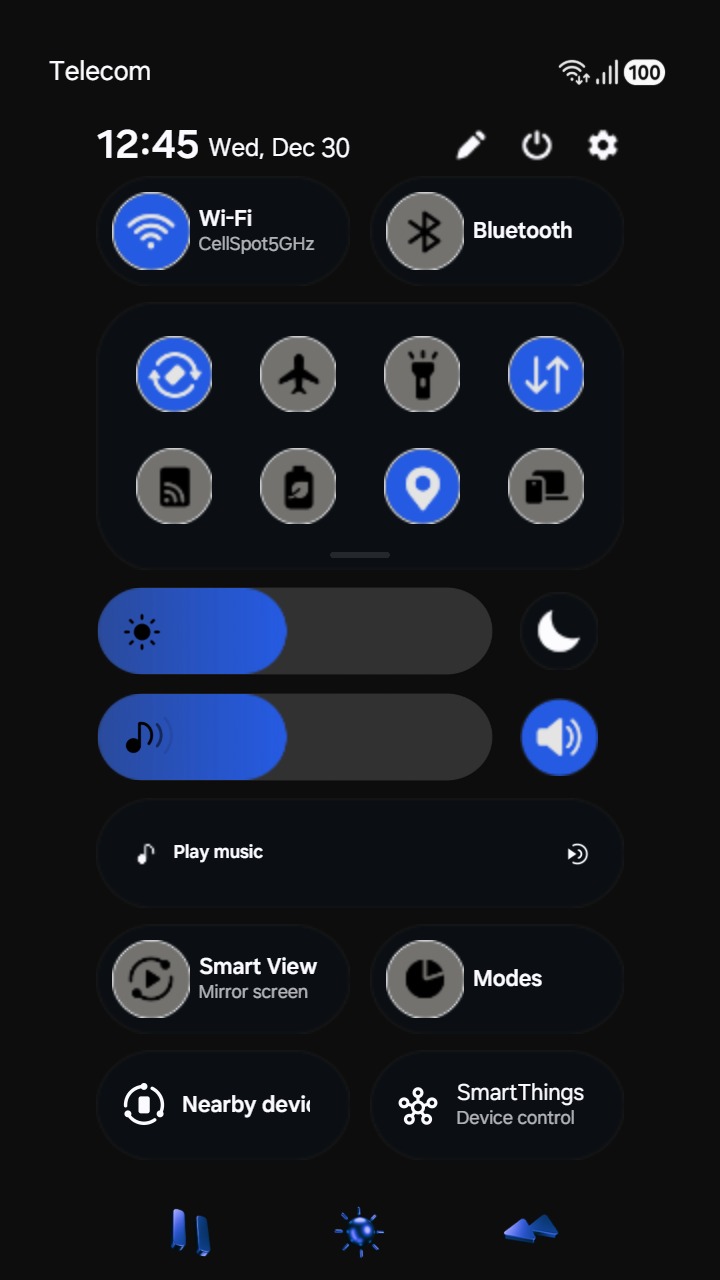 Telecom
100
12:45 Wed, Dec 30
Wi-Fi
CellSpot5GHz
Bluetooth
Play music
Smart View
Mirror screen
Modes
Nearby devi
SmartThings
Device control